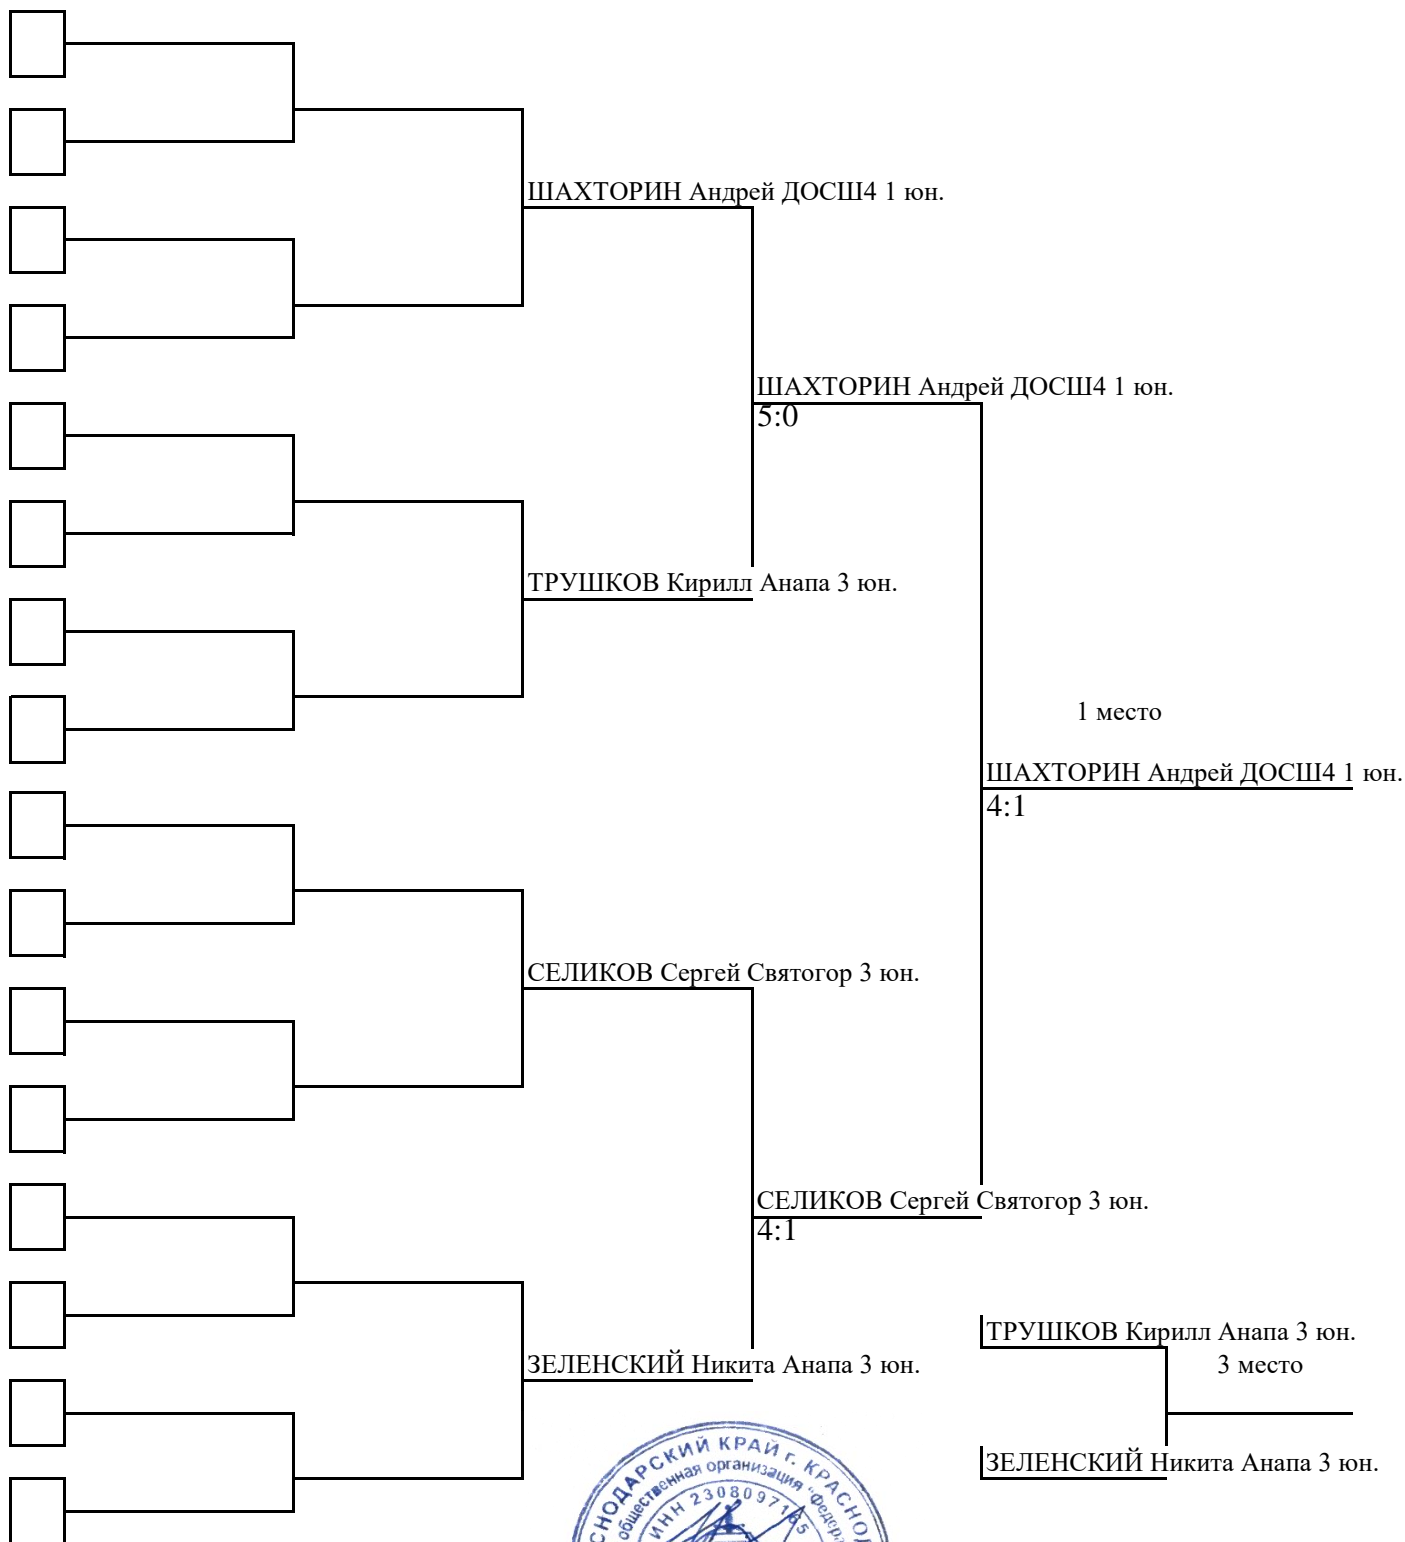 ШАХТОРИН Андрей ДОСШ4 1 юн.
ШАХТОРИН Андрей ДОСШ4 1 юн.
5:0
ТРУШКОВ Кирилл Анапа 3 юн.
1 место
ШАХТОРИН Андрей ДОСШ4 1 юн.
4:1
СЕЛИКОВ Сергей Святогор 3 юн.
СЕЛИКОВ Сергей Святогор 3 юн.
4:1
ТРУШКОВ Кирилл Анапа 3 юн.
ЗЕЛЕНСКИЙ Никита Анапа 3 юн.
3 место
ЗЕЛЕНСКИЙ Никита Анапа 3 юн.
КРАЙ г.
общественная организация
ИНН 2308097165